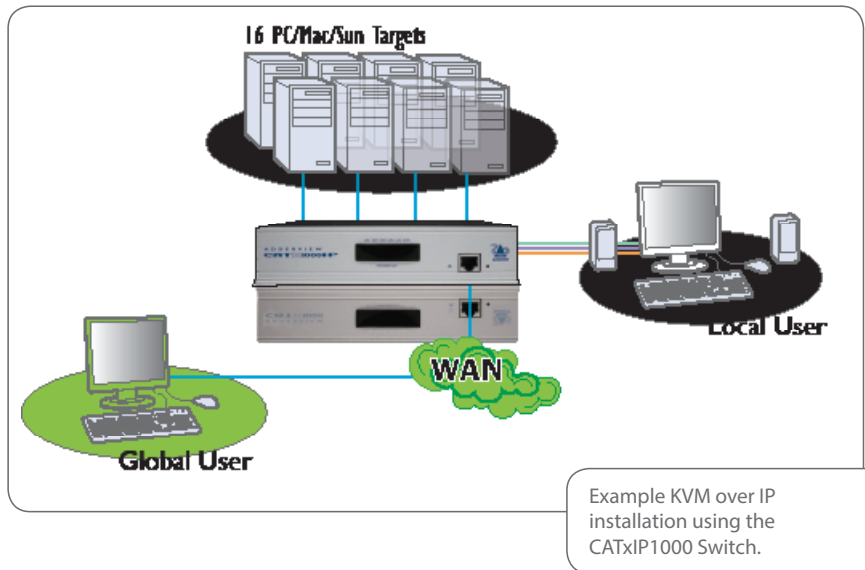 16 PC/Mac/Sun Targets
ADDERVIEW
Local User
WAN
Global User
Example KVM over IP
installation using the
CATxIP1000 Switch.